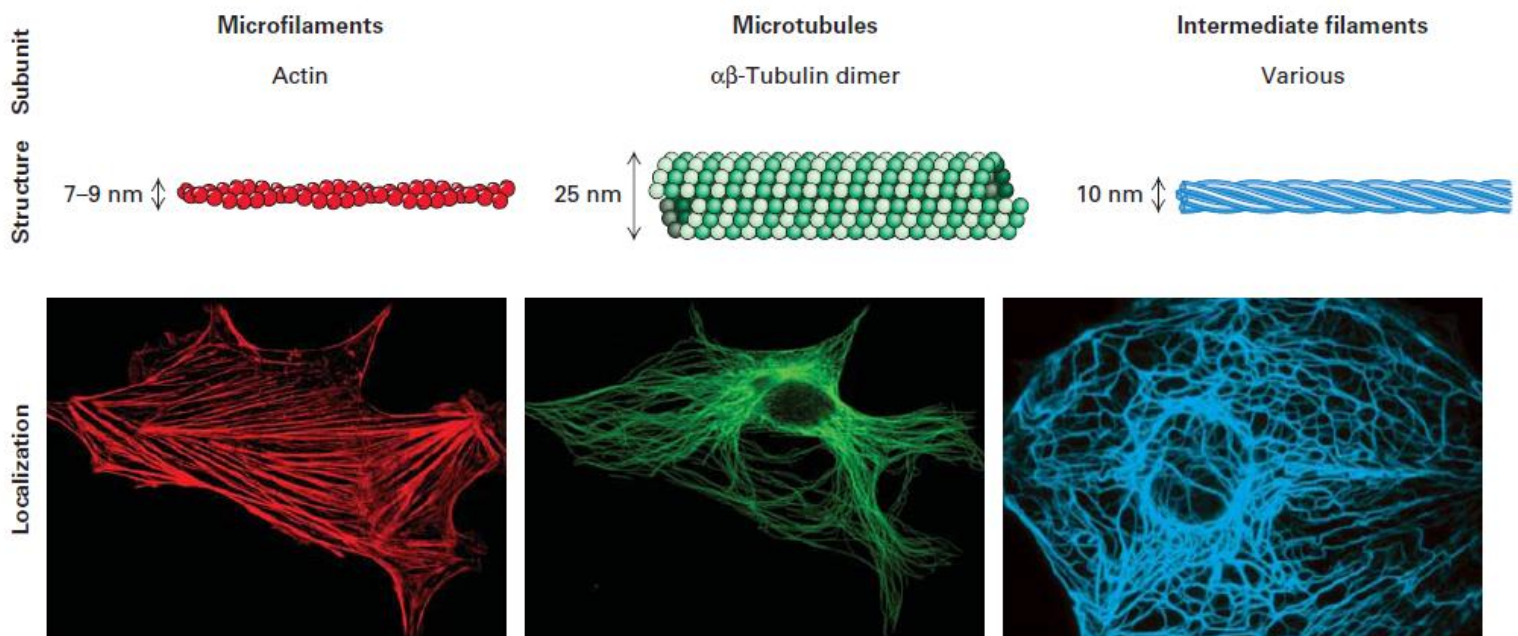 Microfilaments
Microtubules
Intermediate filaments
Subunit
Actin
αβ-Tubulin dimer
Various
Structure
7–9 nm
25 nm
10 nm
Localization